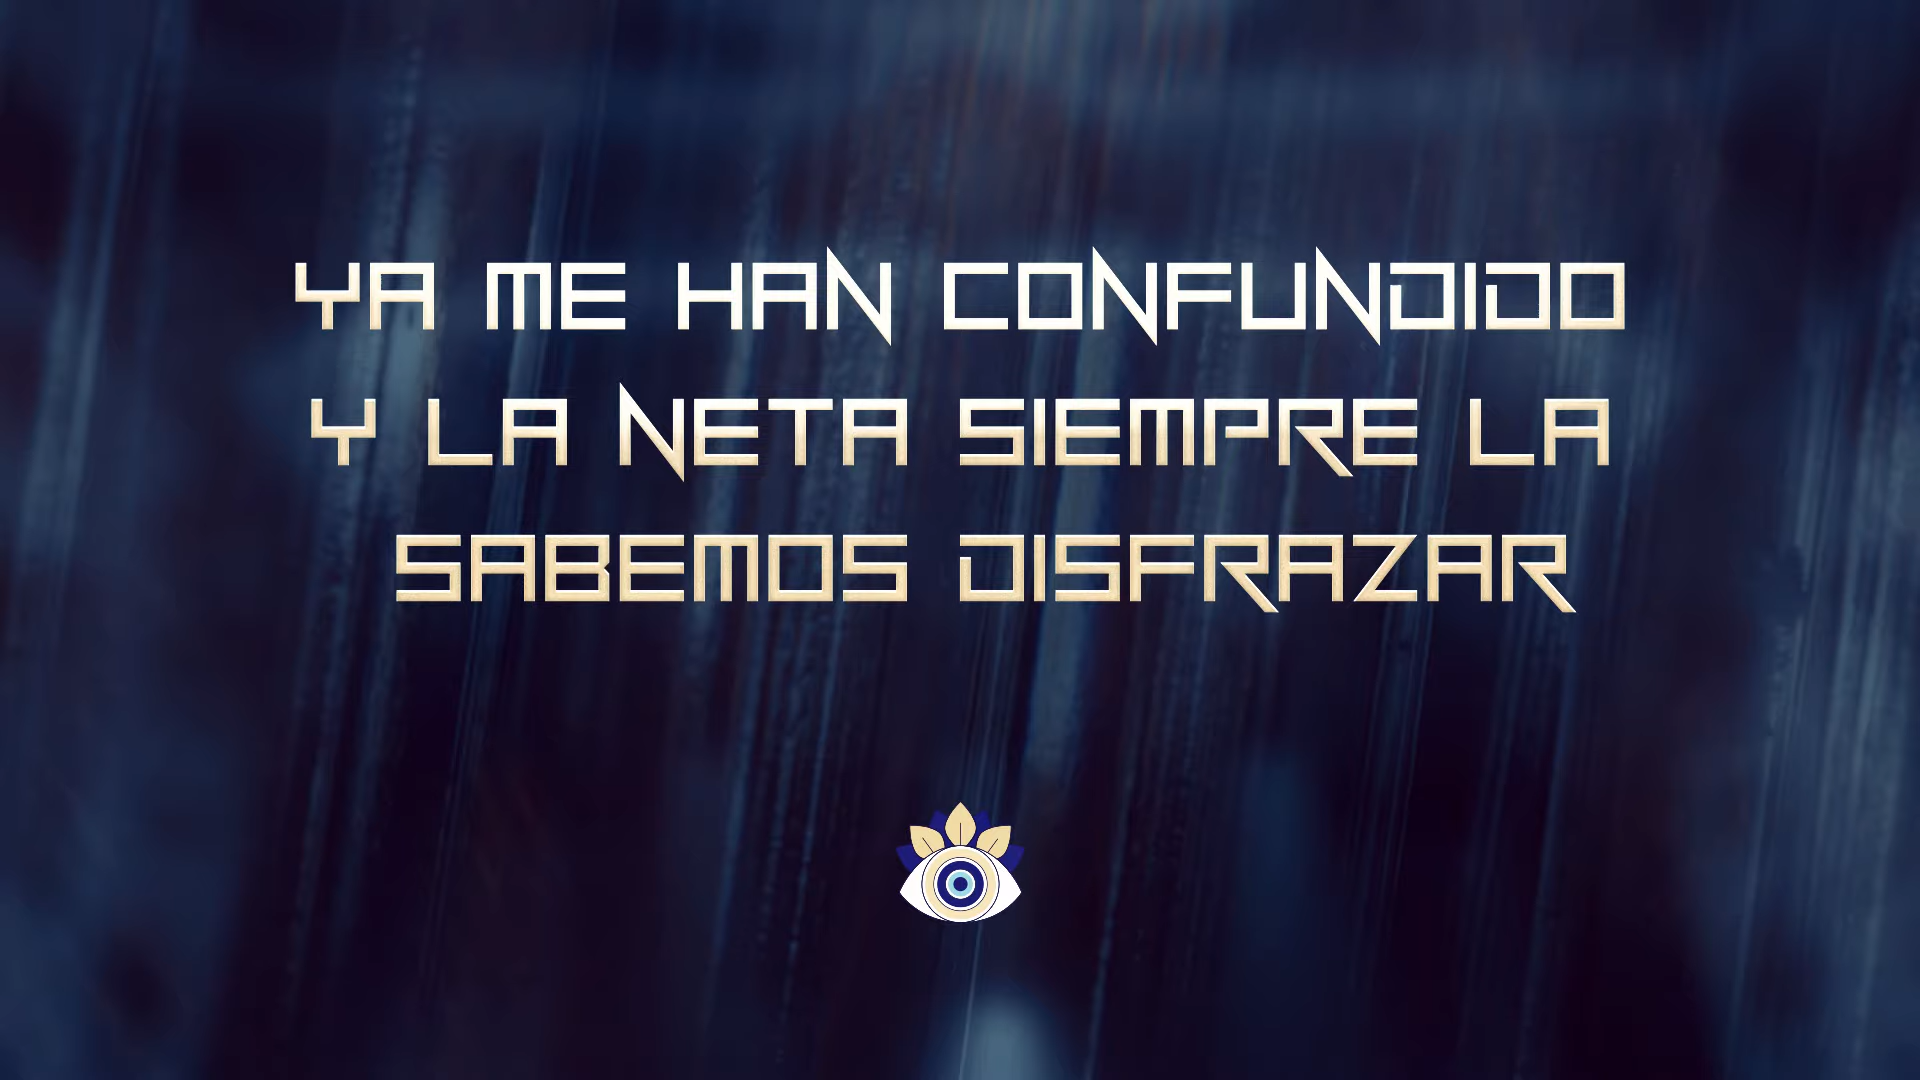 YA ME HAN CONFUNDIDO
Y LA NETA SIEMPRE LA
SABEMOS DISFRAZAR